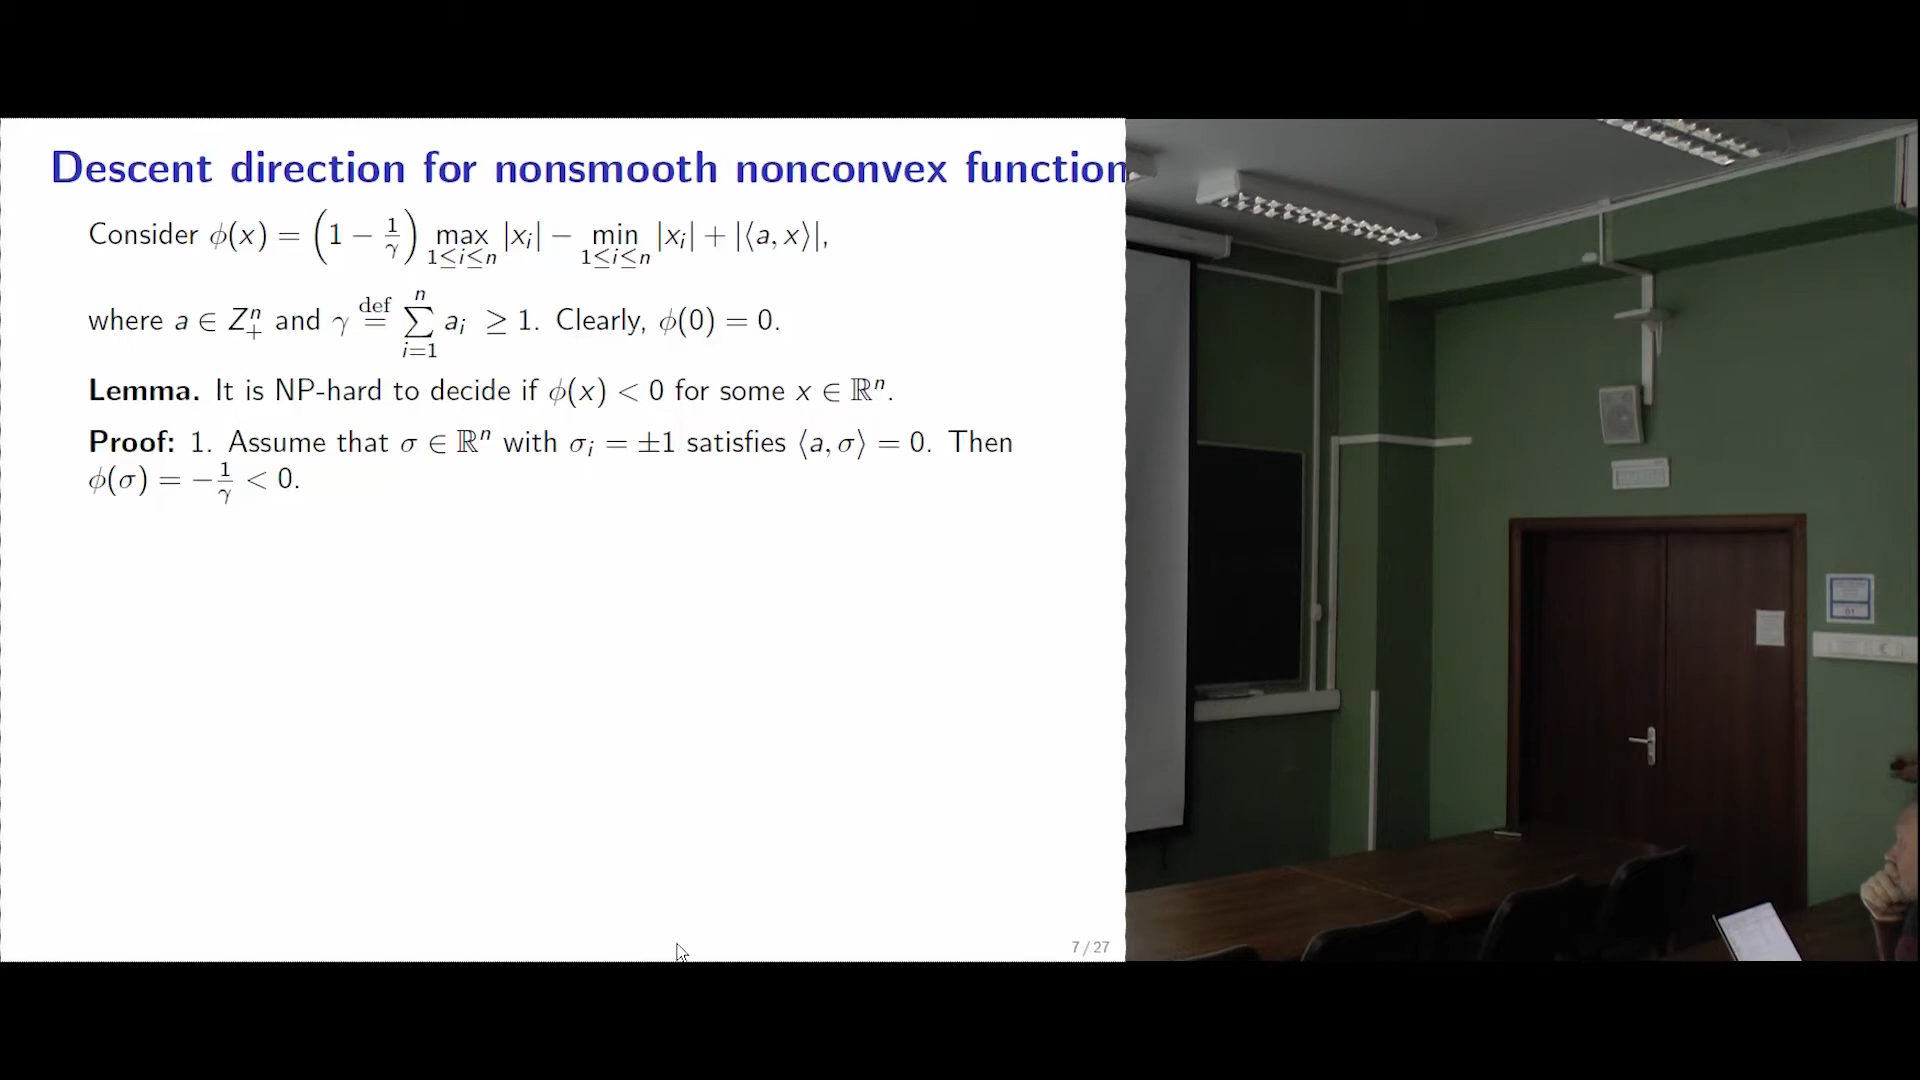 Descent direction for nonsmooth nonconvex function
Consider ϕ(x) = (1 − 1/γ) max_{1≤i≤n} |x_i| − min_{1≤i≤n} |x_i| + |⟨a, x⟩|,
where a ∈ Z^n_+ and γ def= ∑_{i=1}^n a_i ≥ 1. Clearly, ϕ(0) = 0.
Lemma. It is NP-hard to decide if ϕ(x) < 0 for some x ∈ ℝ^n.
Proof: 1. Assume that σ ∈ ℝ^n with σ_i = ±1 satisfies ⟨a, σ⟩ = 0. Then
ϕ(σ) = −1/γ < 0.
7 / 27